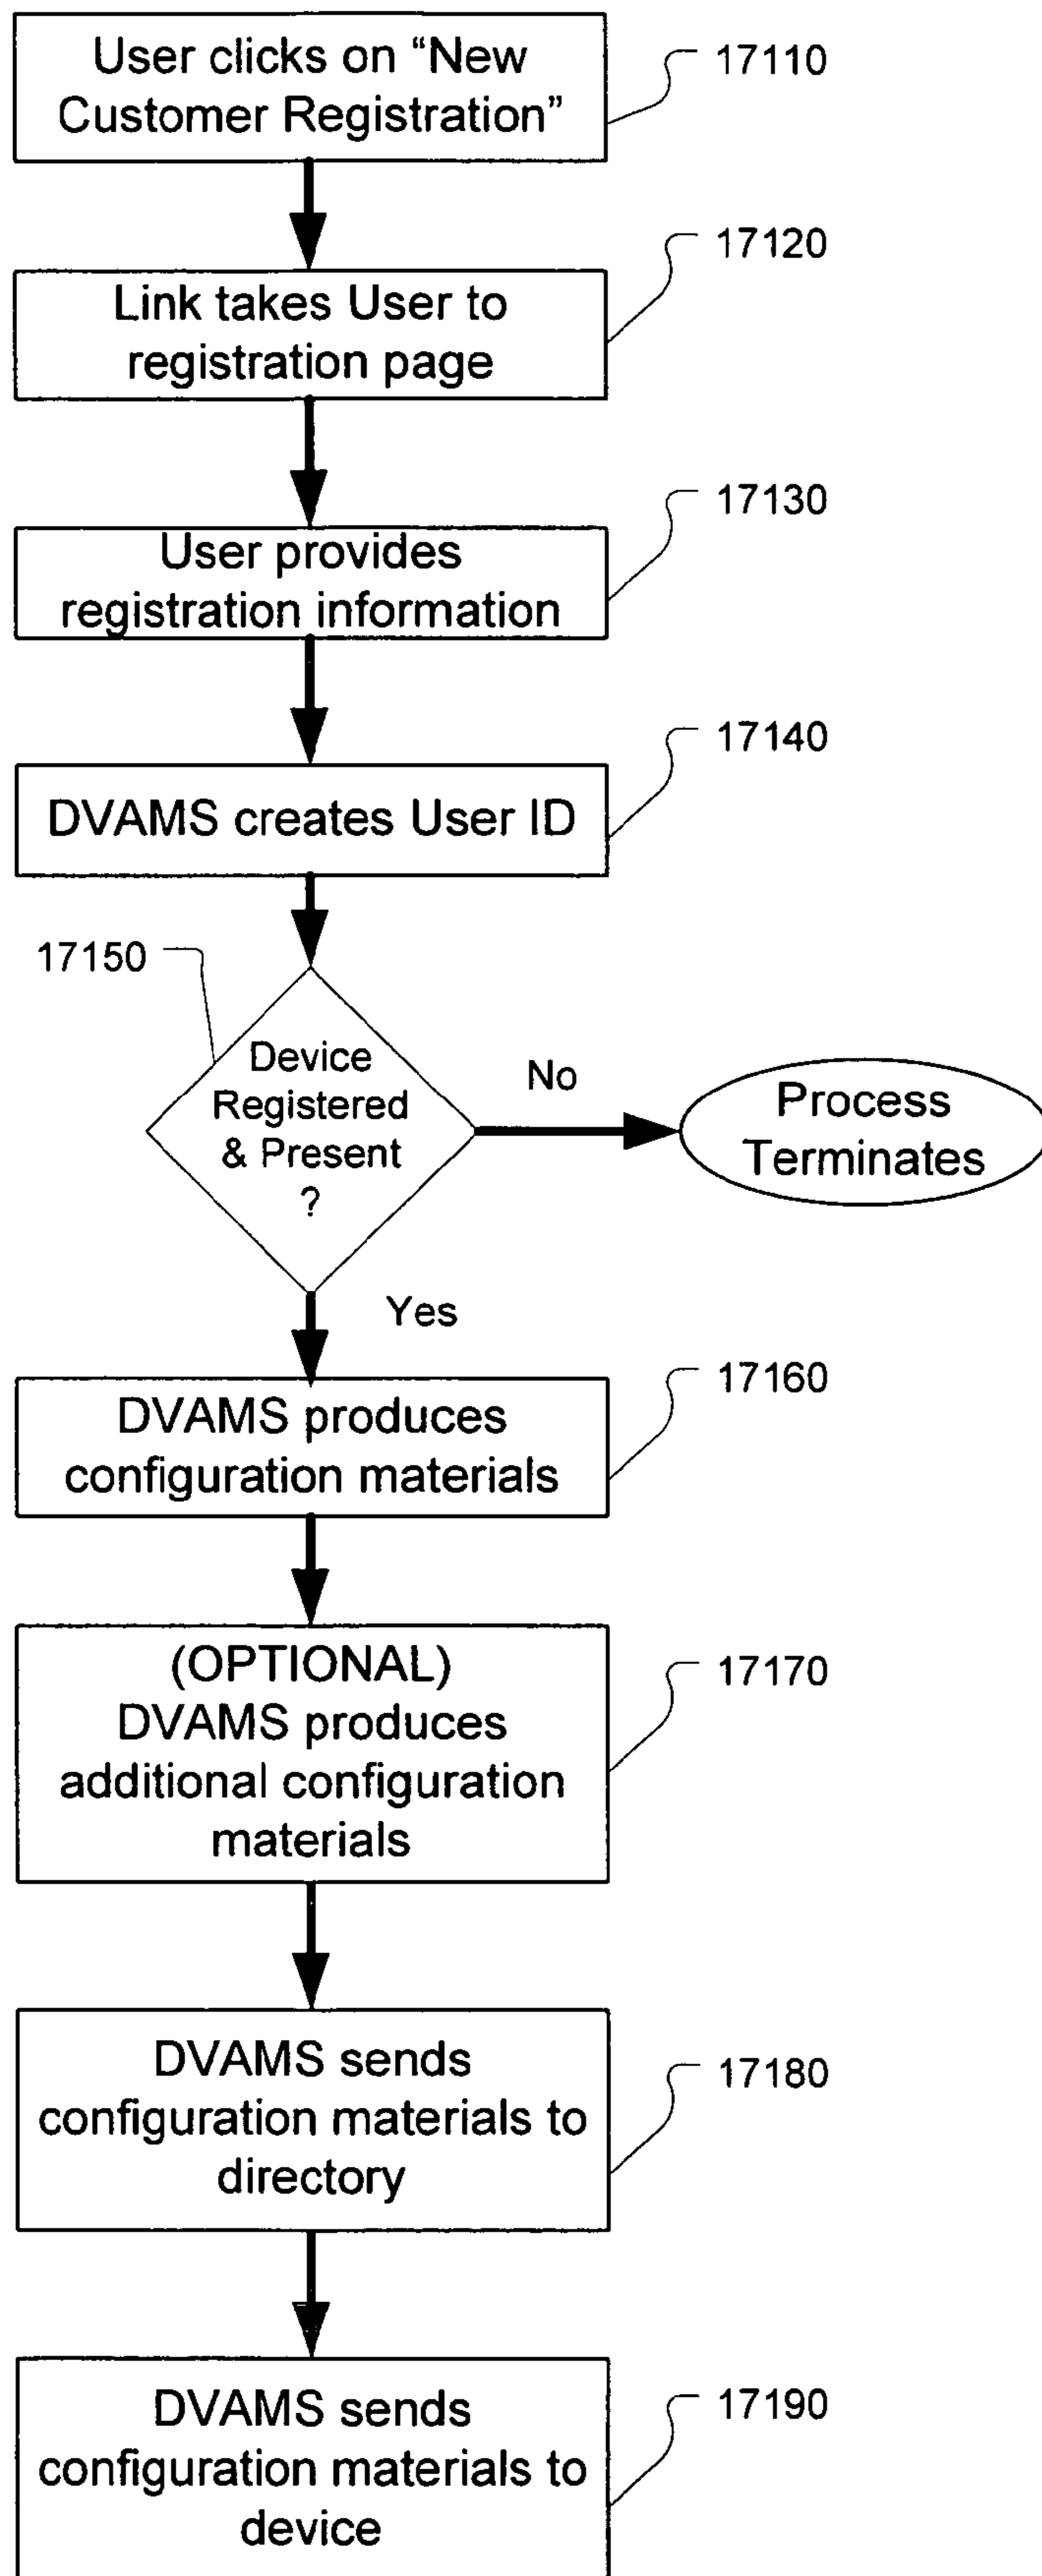 User clicks on “New
Customer Registration”
17110
17120
Link takes User to
registration page
17130
User provides
registration information
17140
DVAMS creates User ID
17150
Device
Registered
& Present
?
No
Process
Terminates
Yes
17160
DVAMS produces
configuration materials
(OPTIONAL)
DVAMS produces
additional configuration
materials
17170
DVAMS sends
configuration materials to
directory
17180
DVAMS sends
configuration materials to
device
17190